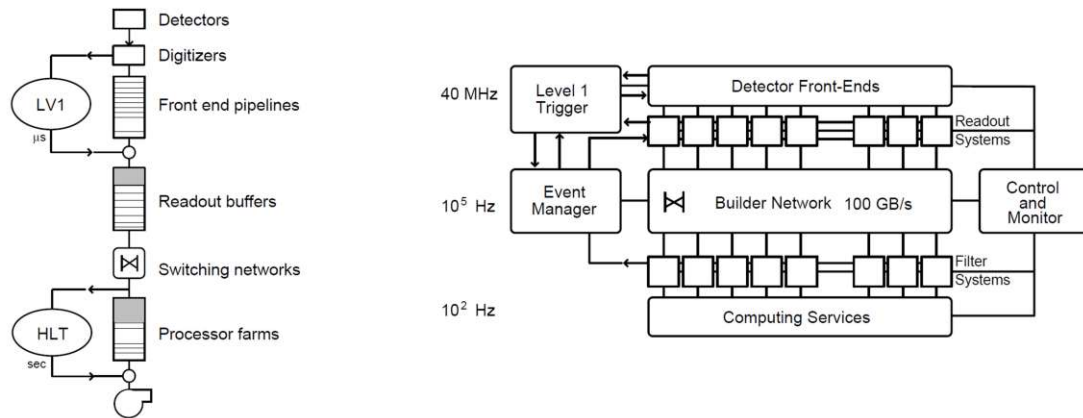 Detectors
Digitizers
LV1
Front end pipelines
μs
Readout buffers
Switching networks
HLT
Processor farms
sec
40 MHz
Level 1
Trigger
Detector Front-Ends
Readout
Systems
10⁵ Hz
Event
Manager
Builder Network 100 GB/s
Control
and
Monitor
Filter
Systems
10² Hz
Computing Services